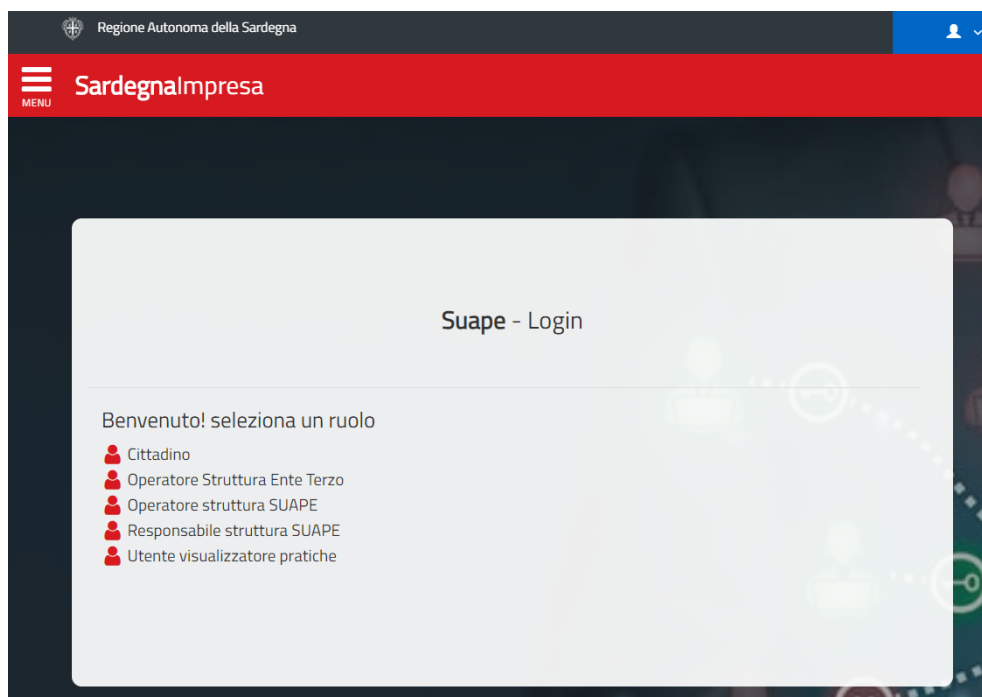 Regione Autonoma della Sardegna
MENU
SardegnaImpresa
Suape - Login
Benvenuto! seleziona un ruolo
Cittadino
Operatore Struttura Ente Terzo
Operatore struttura SUAPE
Responsabile struttura SUAPE
Utente visualizzatore pratiche